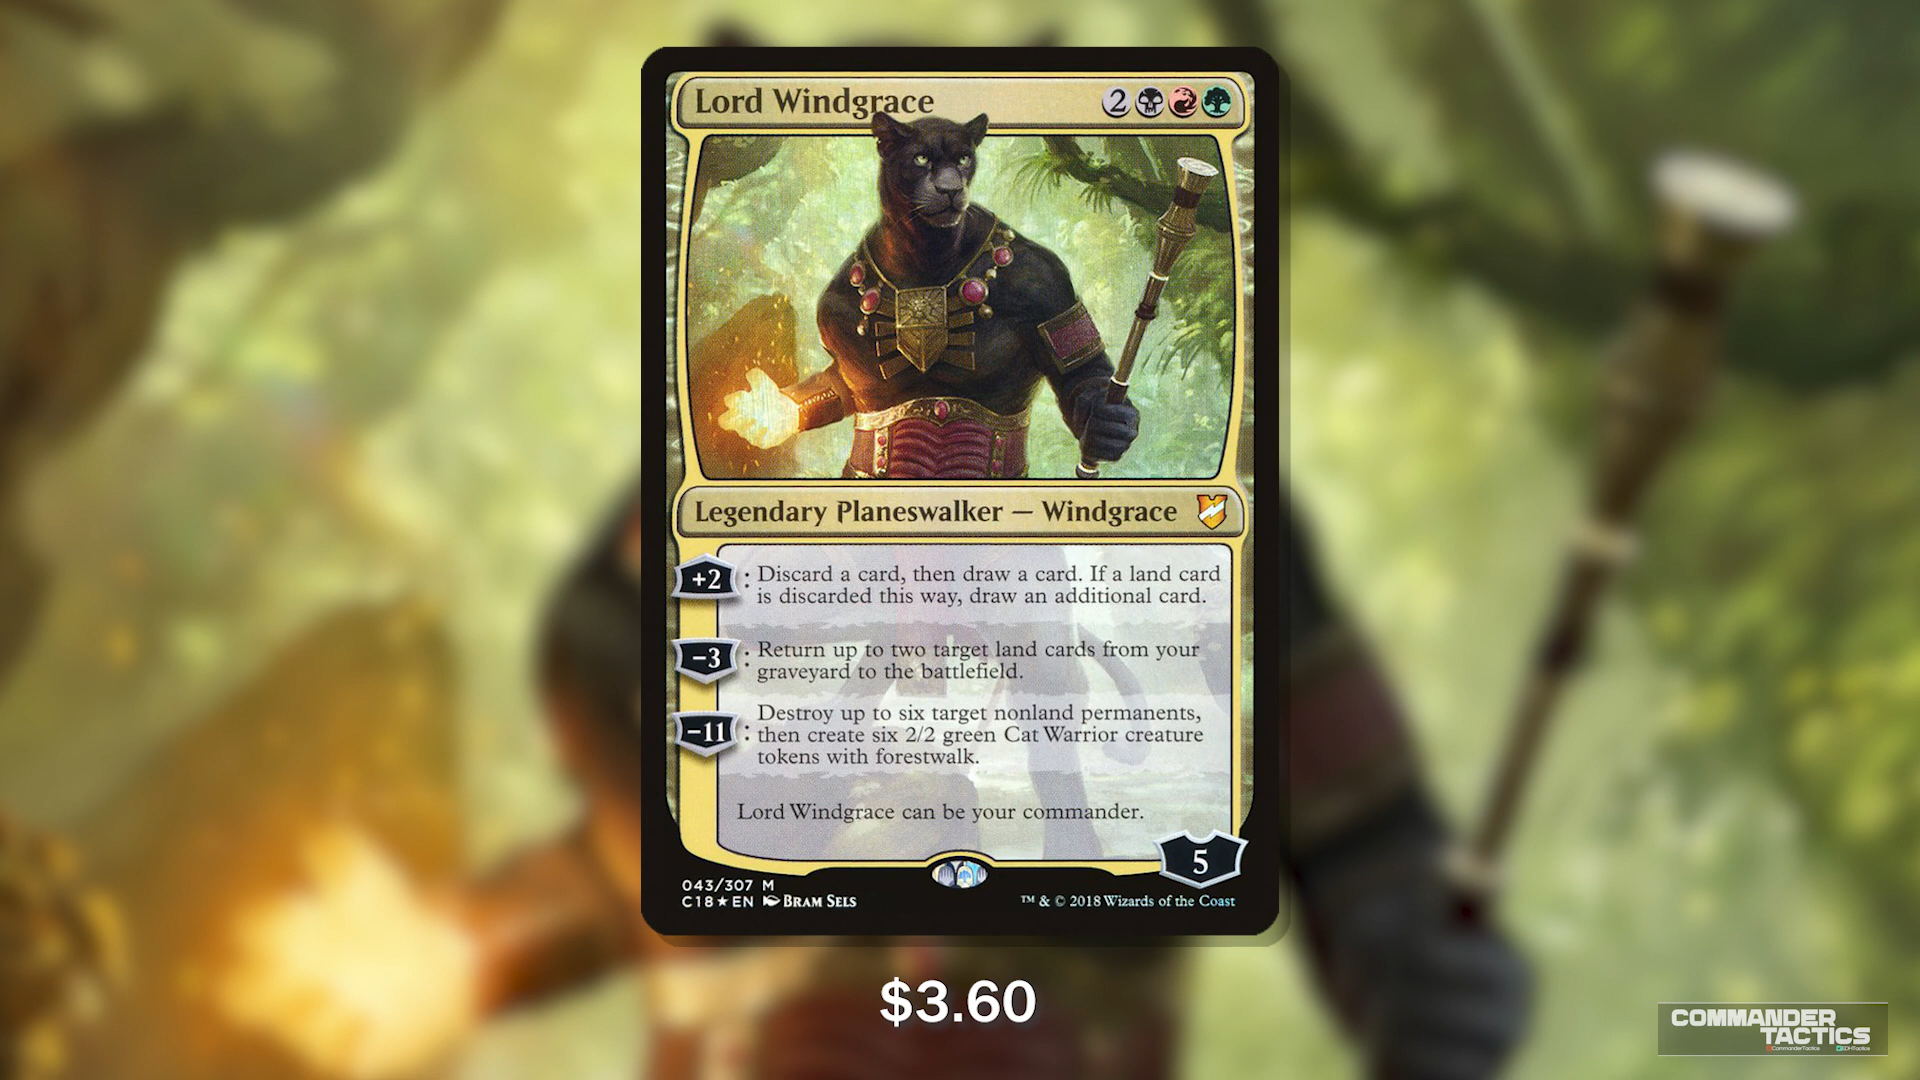 Lord Windgrace 2
Legendary Planeswalker — Windgrace
+2 : Discard a card, then draw a card. If a land card
is discarded this way, draw an additional card.
−3 : Return up to two target land cards from your
graveyard to the battlefield.
−11 : Destroy up to six target nonland permanents,
then create six 2/2 green Cat Warrior creature
tokens with forestwalk.
Lord Windgrace can be your commander.
5
043/307 M
C18★EN Bram Sels
™ & © 2018 Wizards of the Coast
$3.60
COMMANDER
TACTICS
CommanderTactics EDHTactics